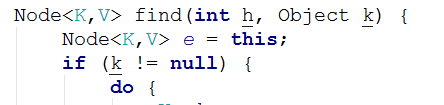 Node<K,V> find(int h, Object k) {
Node<K,V> e = this;
if (k != null) {
do {